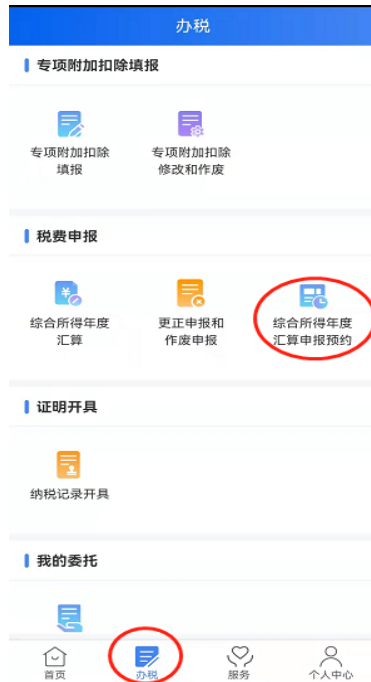 办税
专项附加扣除填报
专项附加扣除
填报
专项附加扣除
修改和作废
税费申报
综合所得年度
汇算
更正申报和
作废申报
综合所得年度
汇算申报预约
证明开具
纳税记录开具
我的委托
首页
办税
服务
个人中心